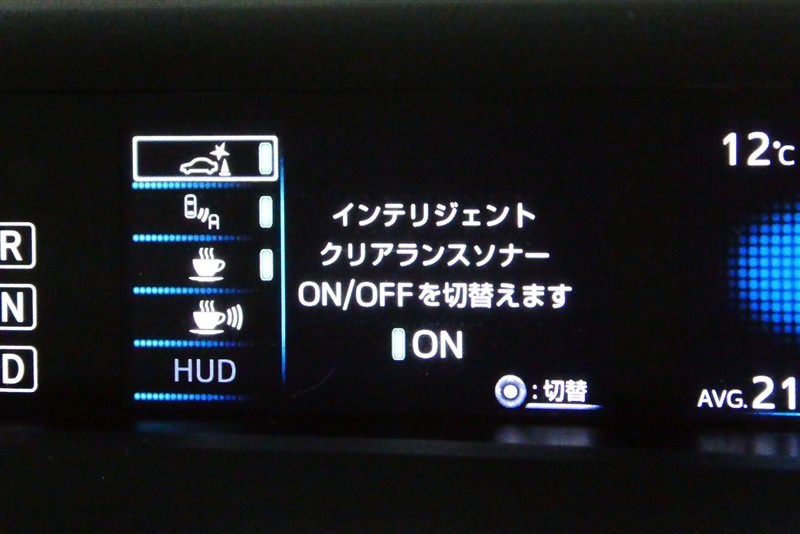 12℃
A
インテリジェント
クリアランスソナー
ON/OFFを切替えます
ON
R
N
D
HUD
:切替
AVG.21